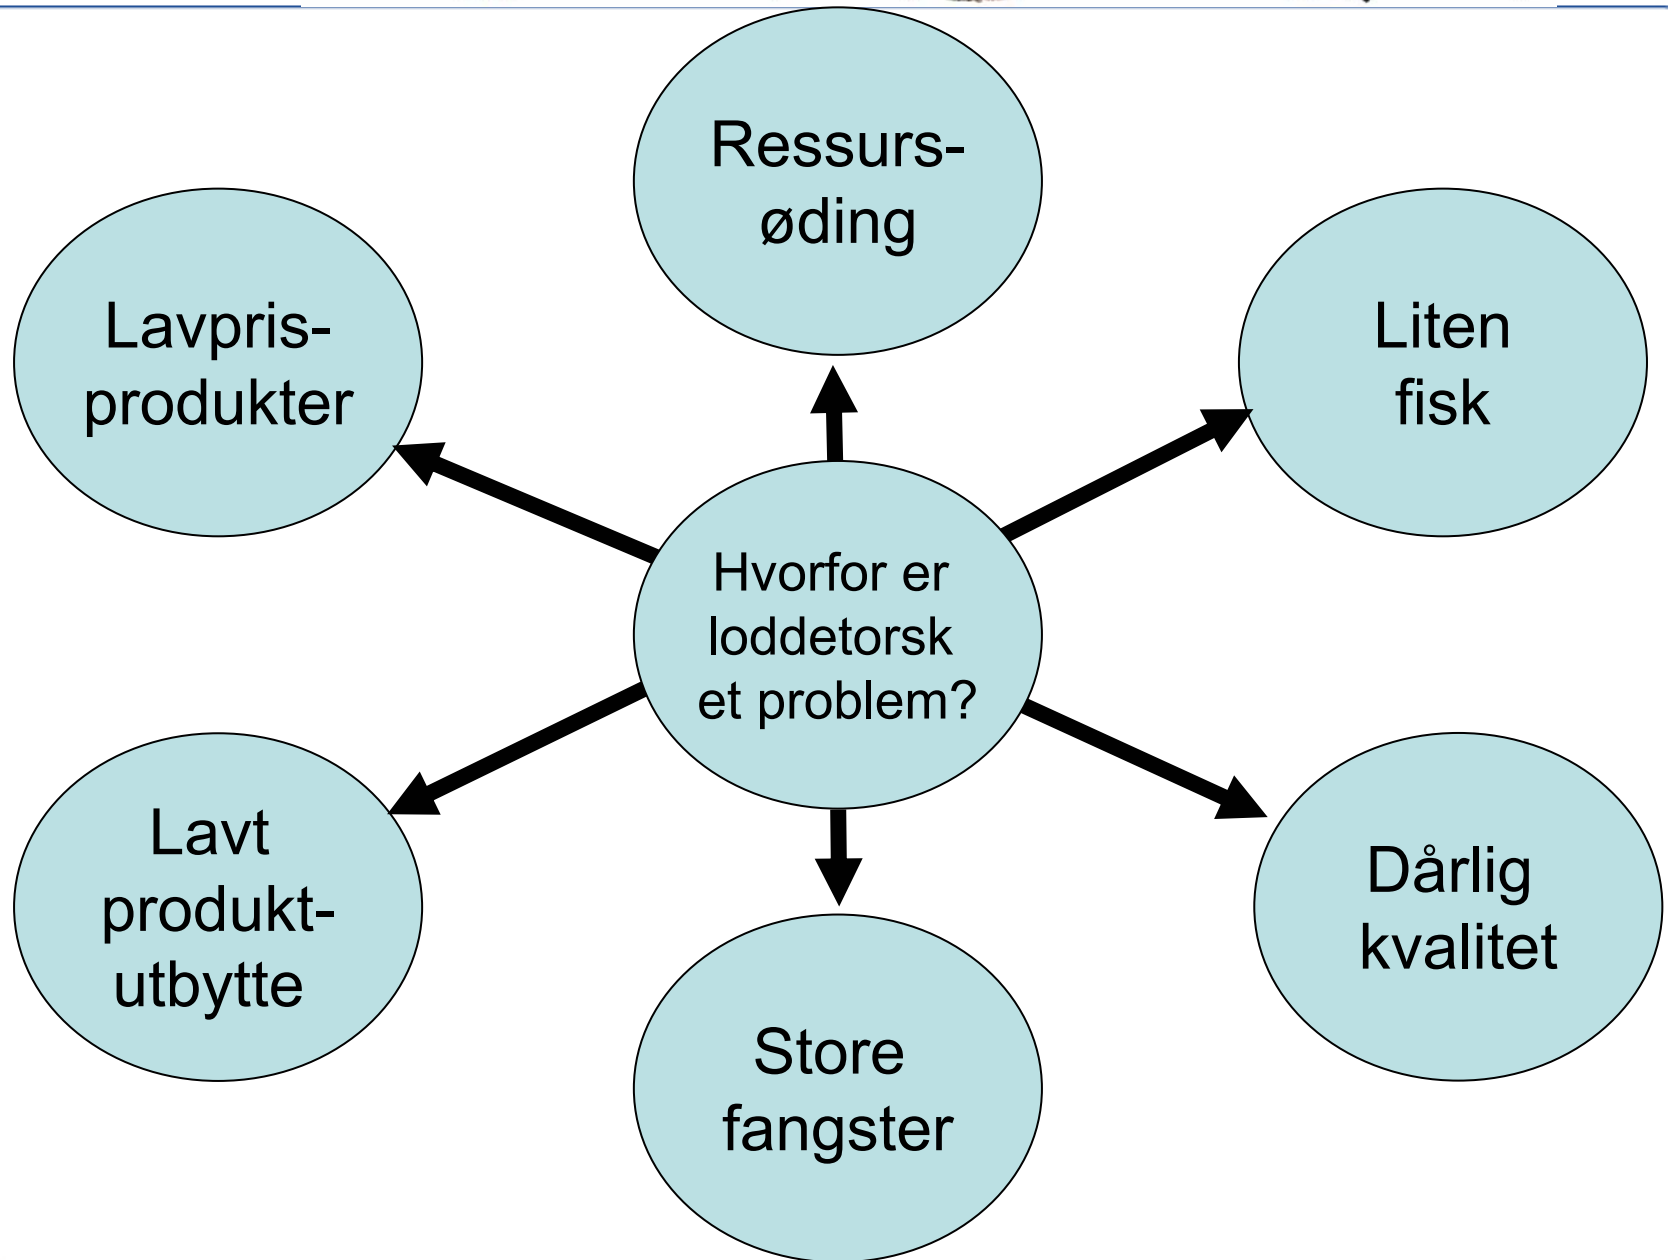 Ressurs-
øding
Lavpris-
produkter
Liten
fisk
Hvorfor er
loddetorsk
et problem?
Lavt
produkt-
utbytte
Dårlig
kvalitet
Store
fangster